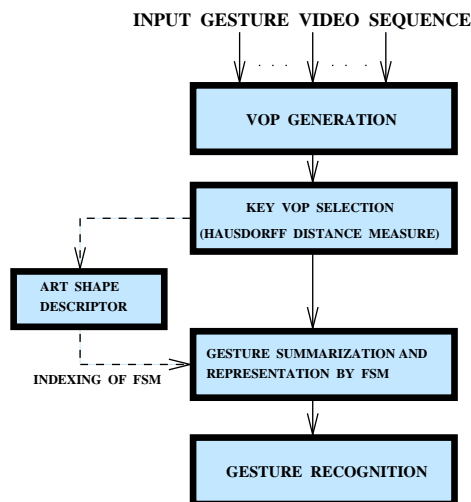 INPUT GESTURE VIDEO SEQUENCE
VOP GENERATION
KEY VOP SELECTION
(HAUSDORFF DISTANCE MEASURE)
ART SHAPE
DESCRIPTOR
GESTURE SUMMARIZATION AND
REPRESENTATION BY FSM
INDEXING OF FSM
GESTURE RECOGNITION